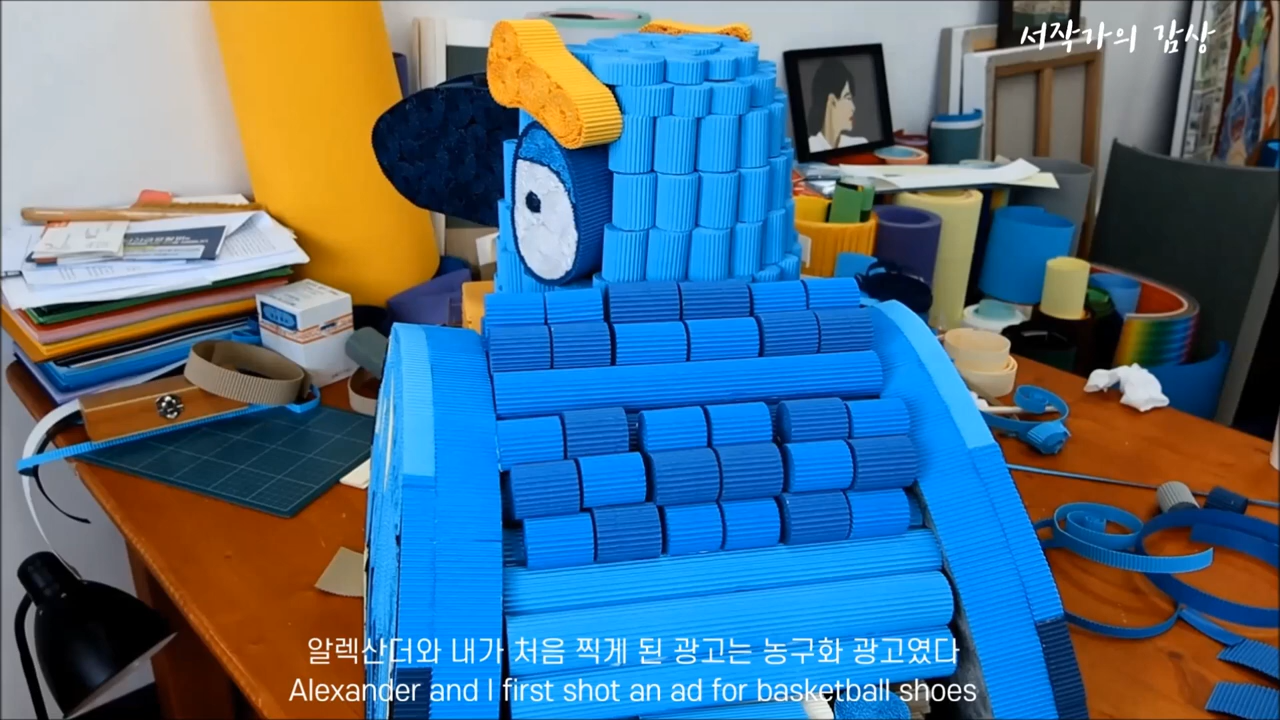 서작가의 감상
알렉산더와 내가 처음 찍게 된 광고는 농구화 광고였다
Alexander and I first shot an ad for basketball shoes